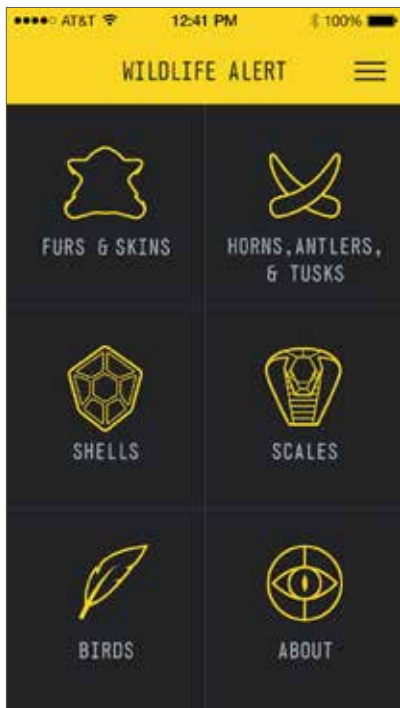 AT&T 12:41 PM 100%
WILDLIFE ALERT
FURS & SKINS
HORNS, ANTLERS,
& TUSKS
SHELLS
SCALES
BIRDS
ABOUT